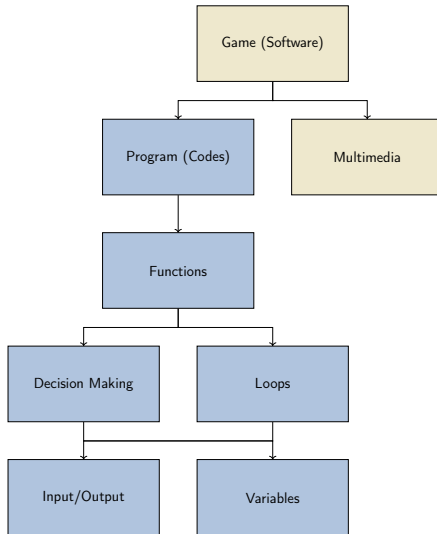 Game (Software)
Program (Codes)
Multimedia
Functions
Decision Making
Loops
Input/Output
Variables